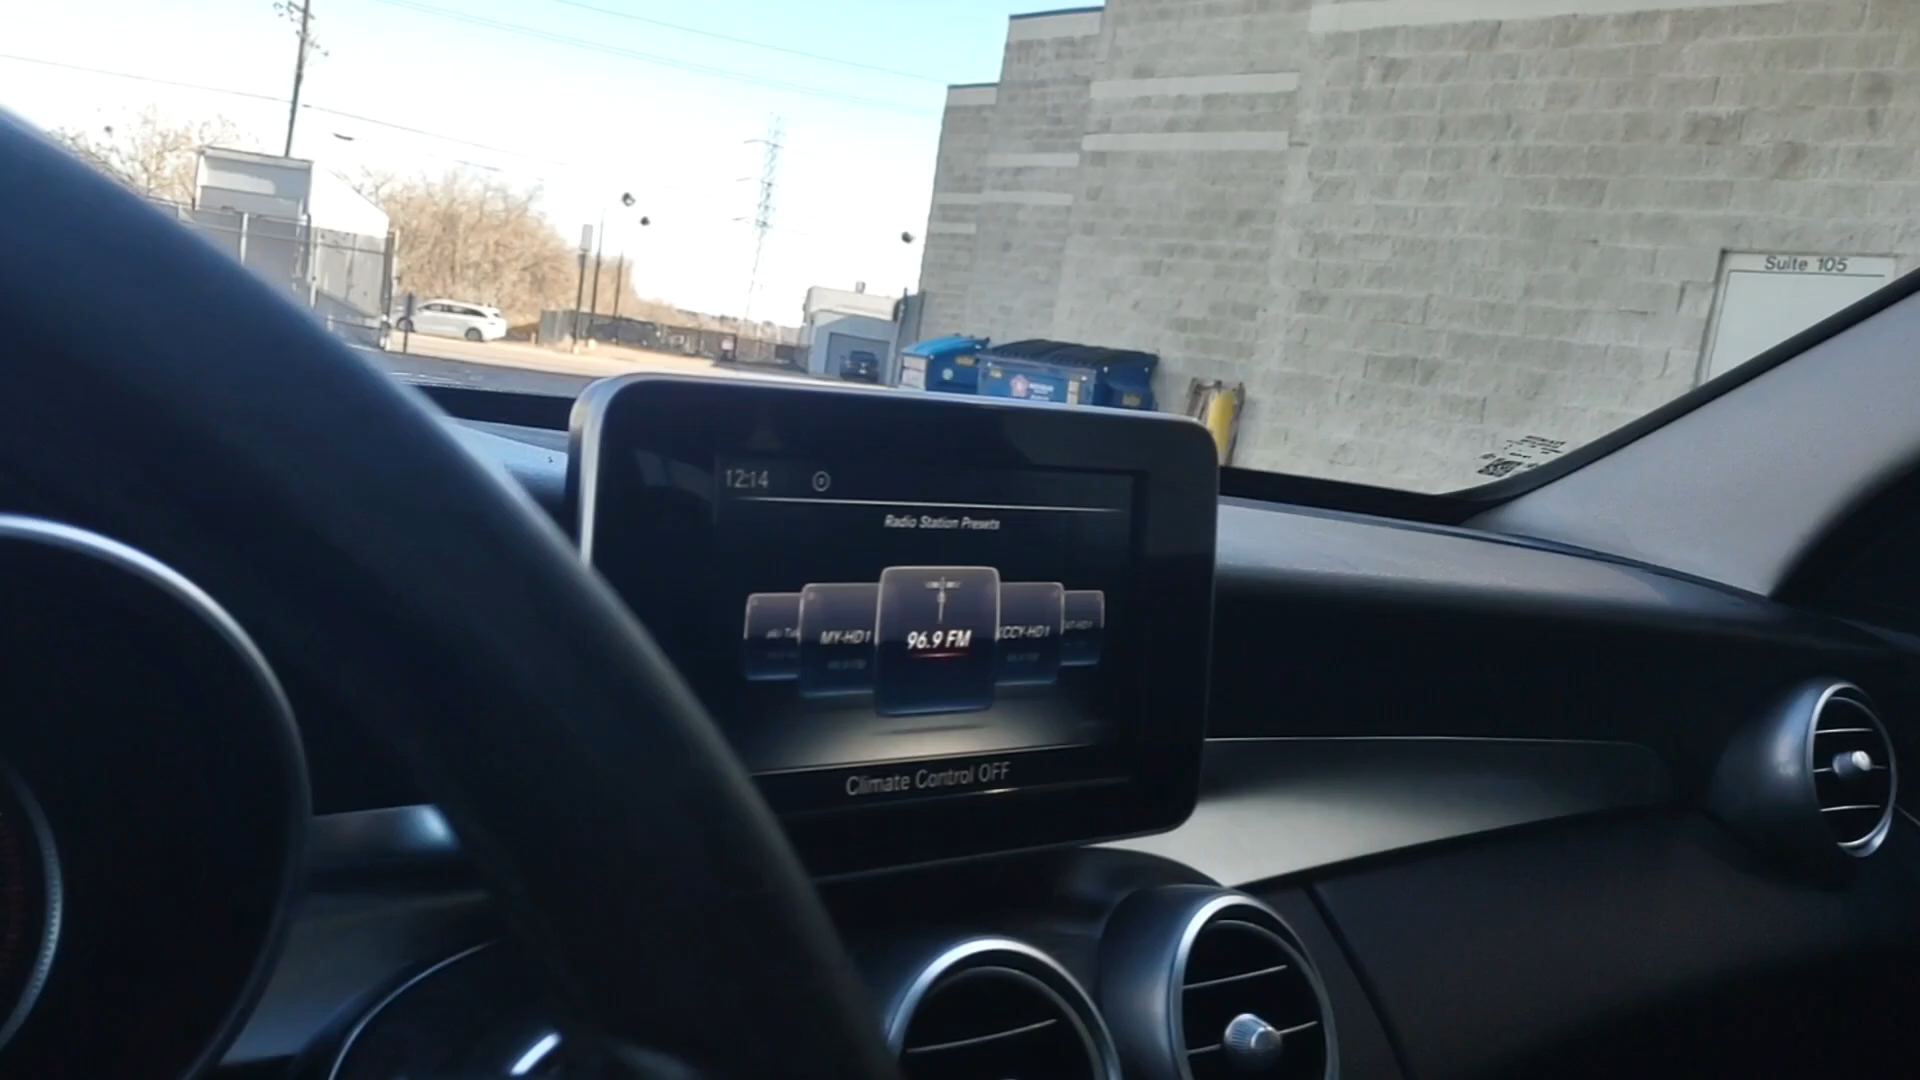 Suite 105
12:14
Radio Station Presets
MY-HD1
96.9 FM
KCCY-HD1
Climate Control OFF